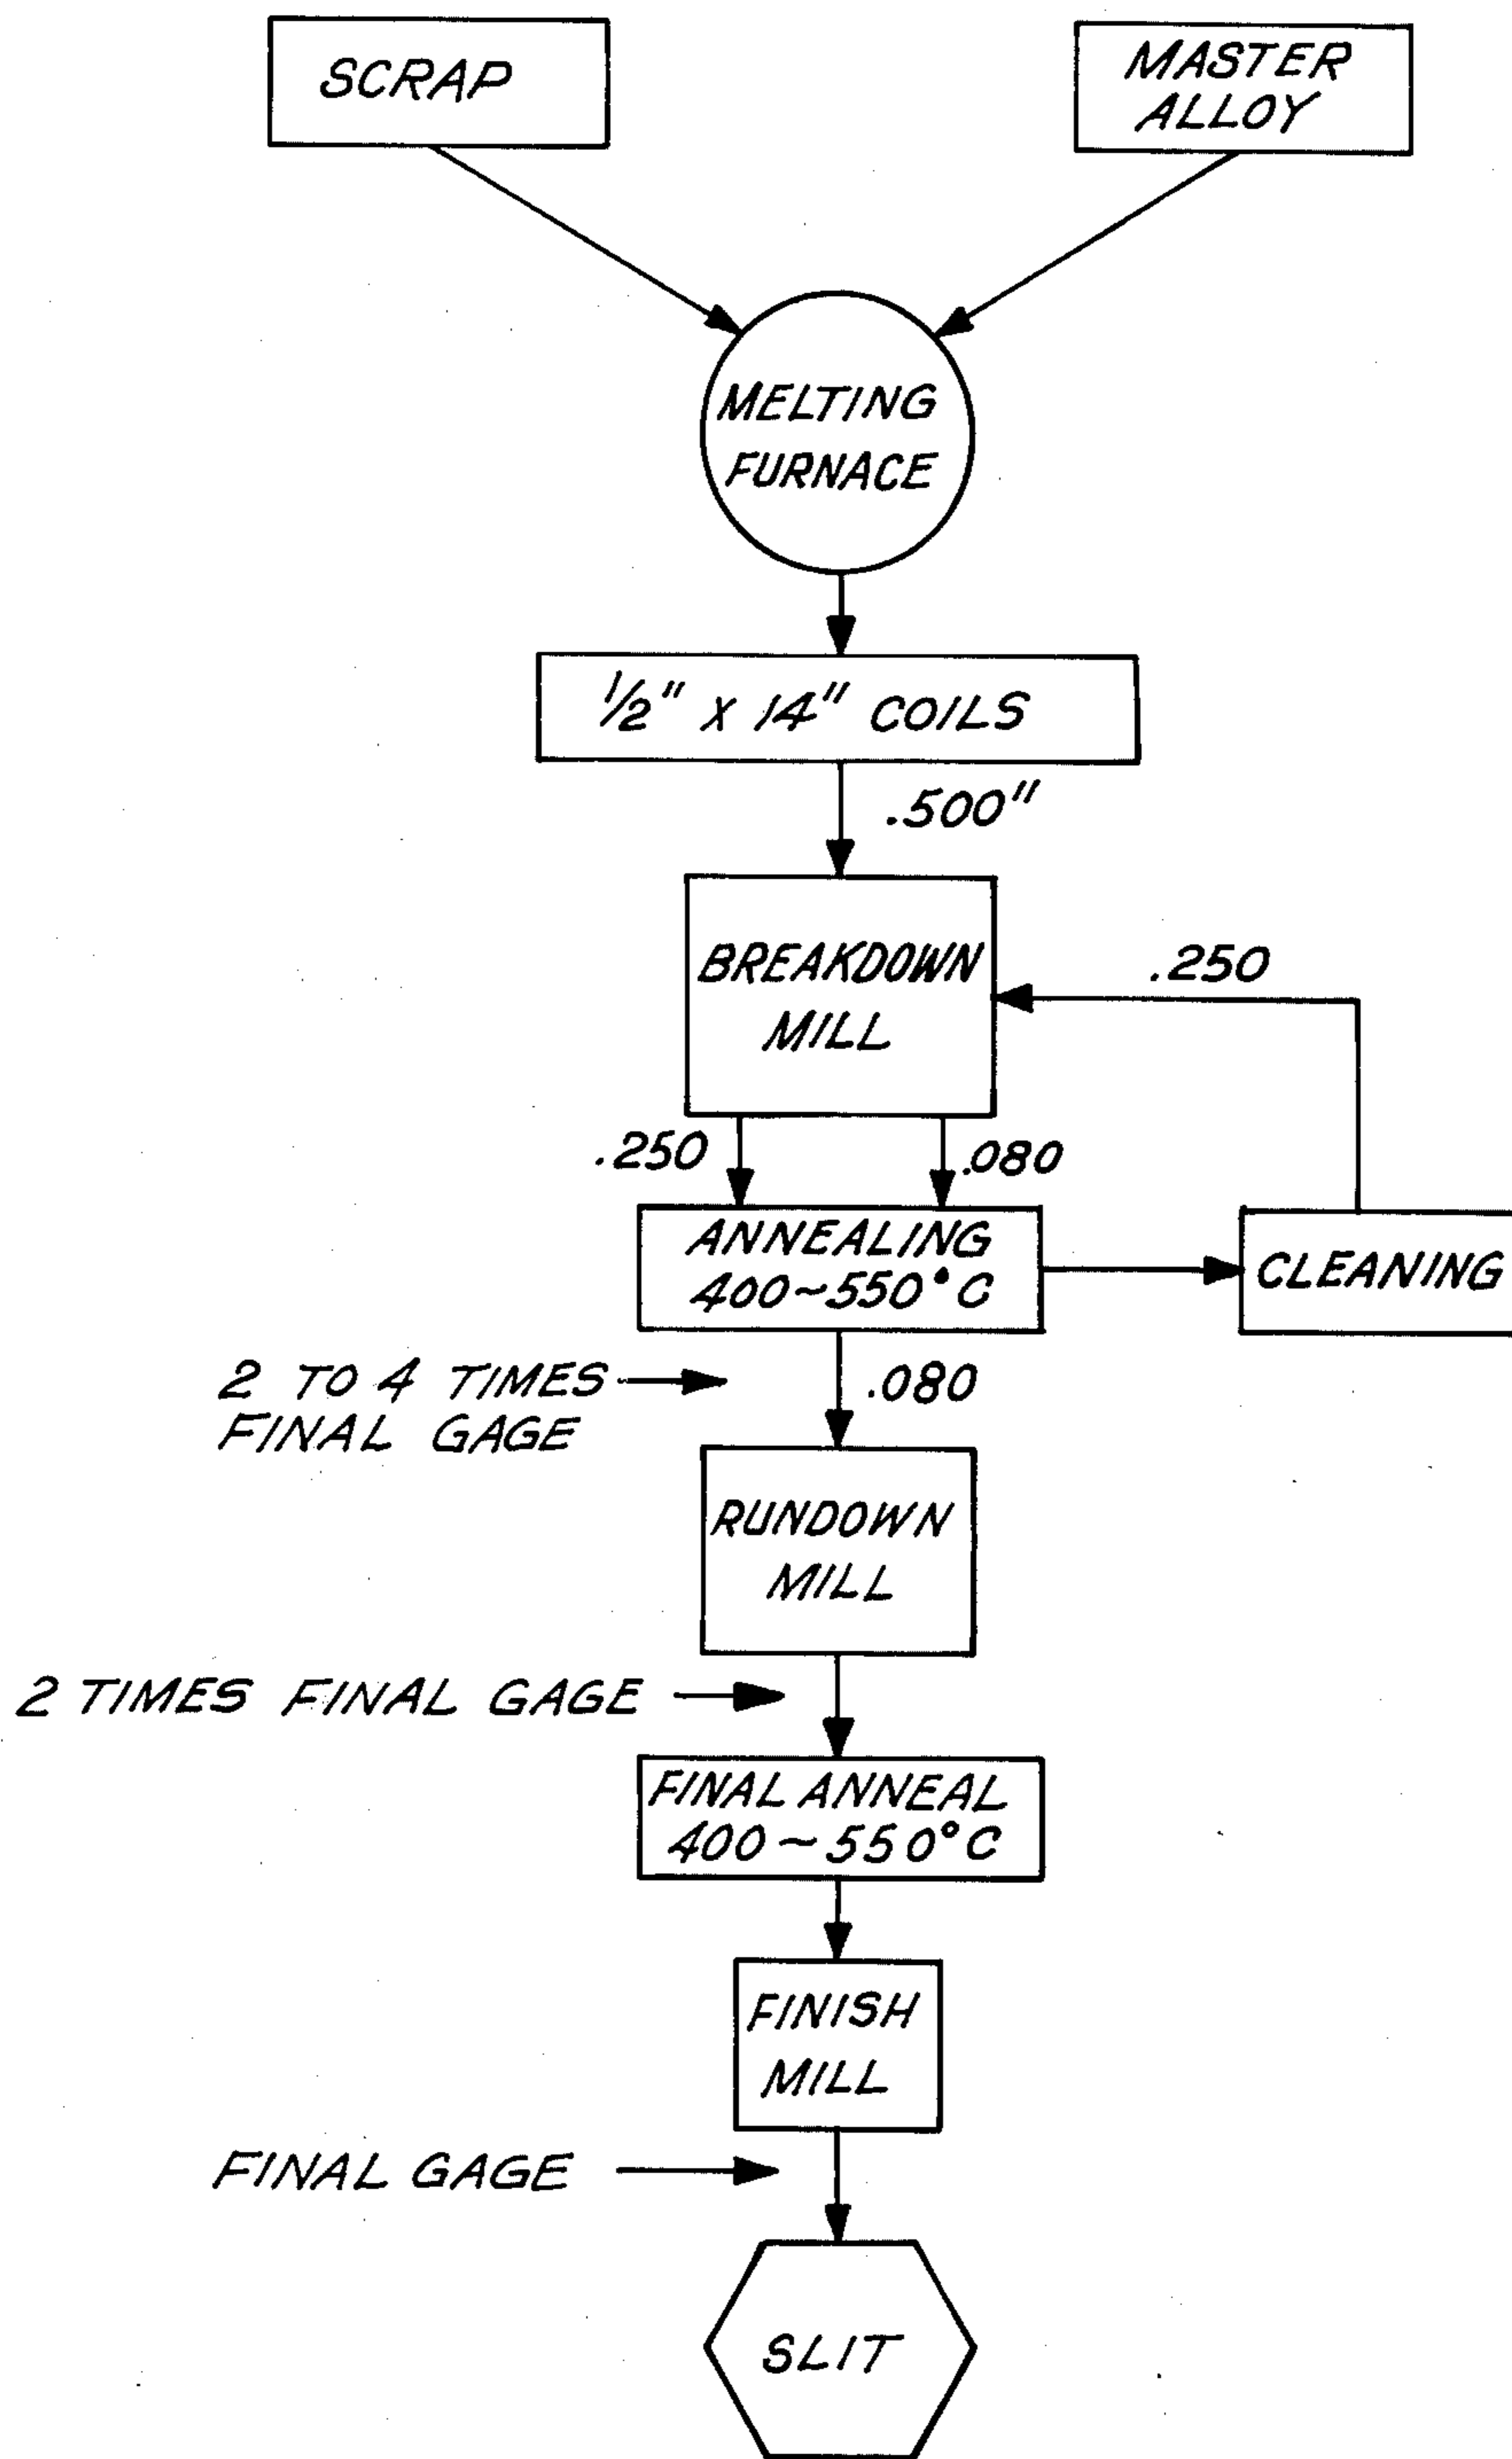 SCRAP
MASTER
ALLOY
MELTING
FURNACE
1/2" X 14" COILS
.500"
BREAKDOWN
MILL
.250
.250
.080
ANNEALING
400~550°C
CLEANING
2 TO 4 TIMES
FINAL GAGE
.080
RUNDOWN
MILL
2 TIMES FINAL GAGE
FINAL ANNEAL
400~550°C
FINISH
MILL
FINAL GAGE
SLIT